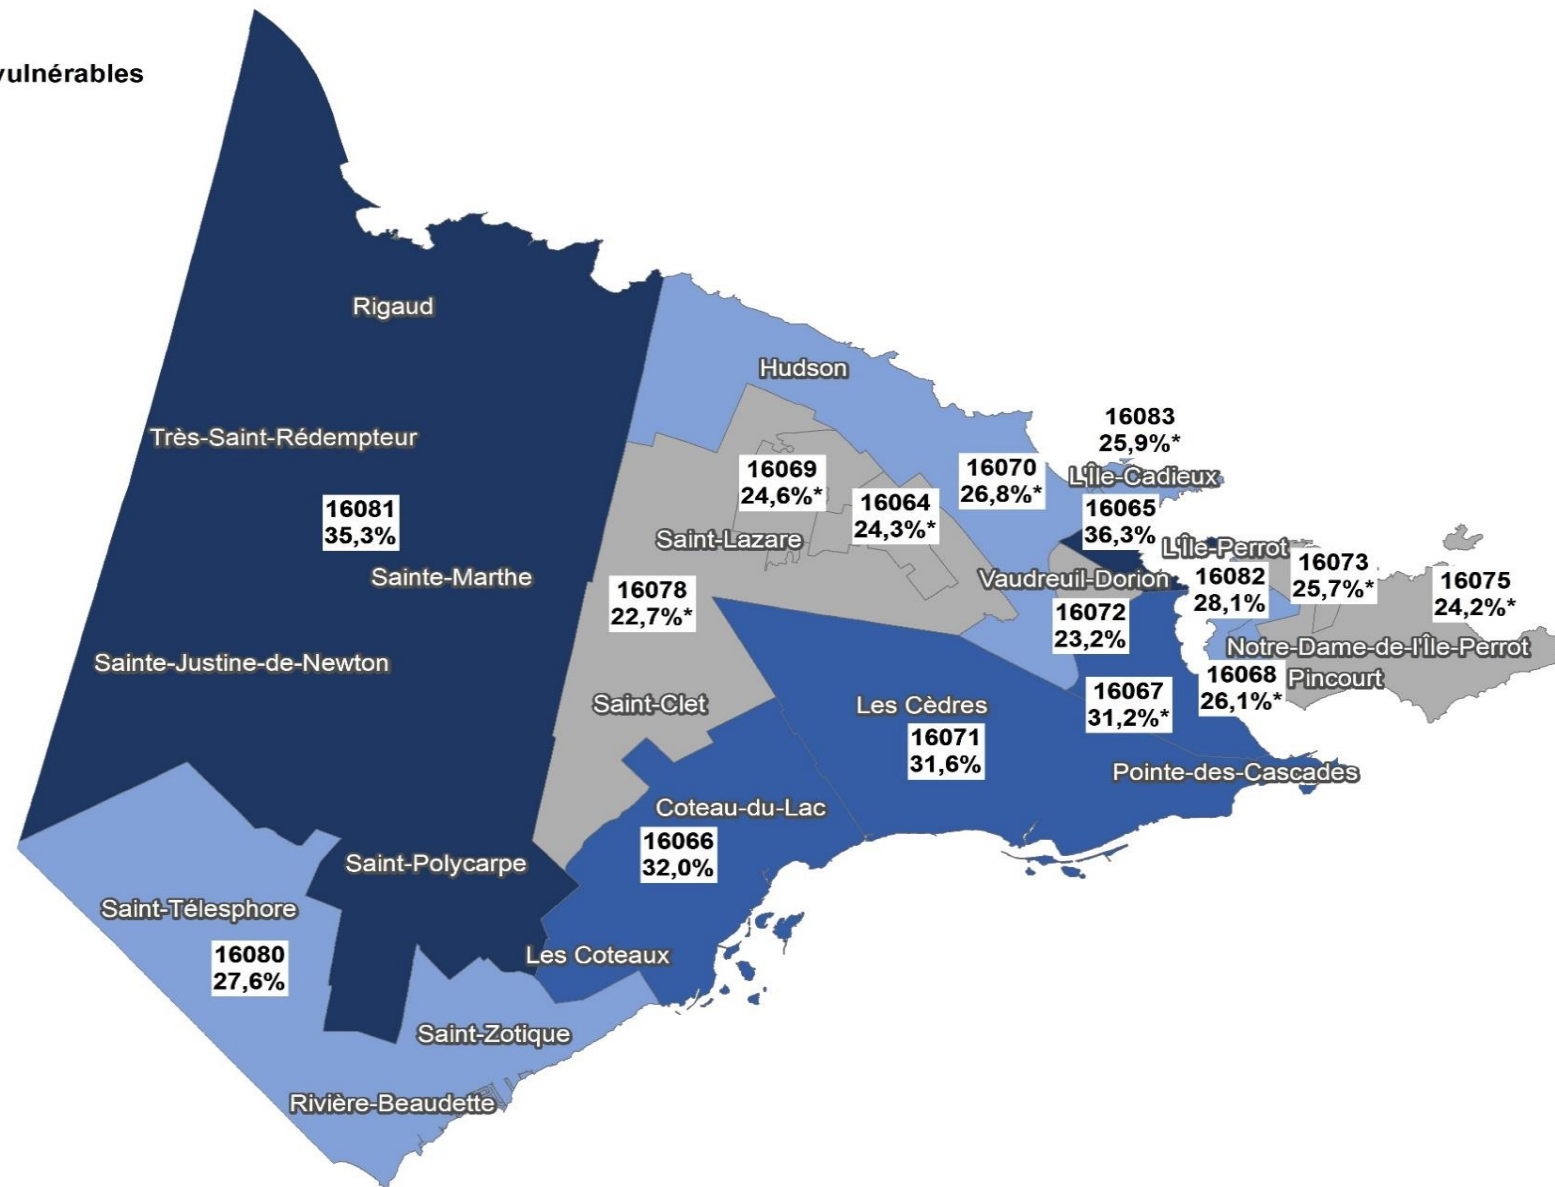 vulnérables
Rigaud
Hudson
16083
25,9%*
Très-Saint-Rédempteur
16069
24,6%*
16070
26,8%*
L'Île-Cadieux
16064
24,3%*
16065
36,3%
16081
35,3%
Saint-Lazare
L'Île-Perrot
16073
25,7%*
Sainte-Marthe
Vaudreuil-Dorion
16082
28,1%
16075
24,2%*
16078
22,7%*
16072
23,2%
Notre-Dame-de-l'Île-Perrot
Sainte-Justine-de-Newton
16068
26,1%*
Pincourt
Saint-Clet
Les Cèdres
16067
31,2%*
16071
31,6%
Pointe-des-Cascades
Coteau-du-Lac
16066
32,0%
Saint-Polycarpe
Saint-Télesphore
16080
27,6%
Les Coteaux
Saint-Zotique
Rivière-Beaudette